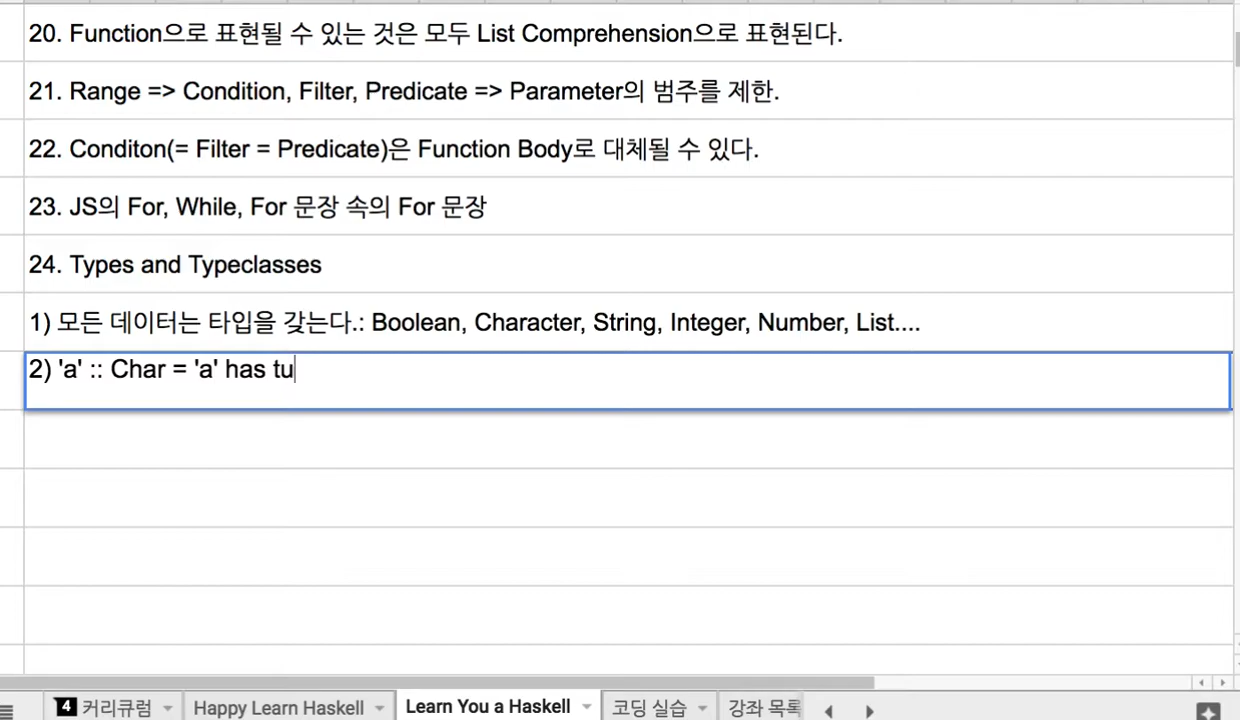 20. Function으로 표현될 수 있는 것은 모두 List Comprehension으로 표현된다.
21. Range => Condition, Filter, Predicate => Parameter의 범주를 제한.
22. Conditon(= Filter = Predicate)은 Function Body로 대체될 수 있다.
23. JS의 For, While, For 문장 속의 For 문장
24. Types and Typeclasses
1) 모든 데이터는 타입을 갖는다.: Boolean, Character, String, Integer, Number, List....
2) 'a' :: Char = 'a' has tu
4 커리큐럼 Happy Learn Haskell Learn You a Haskell 코딩 실습 강좌 목록